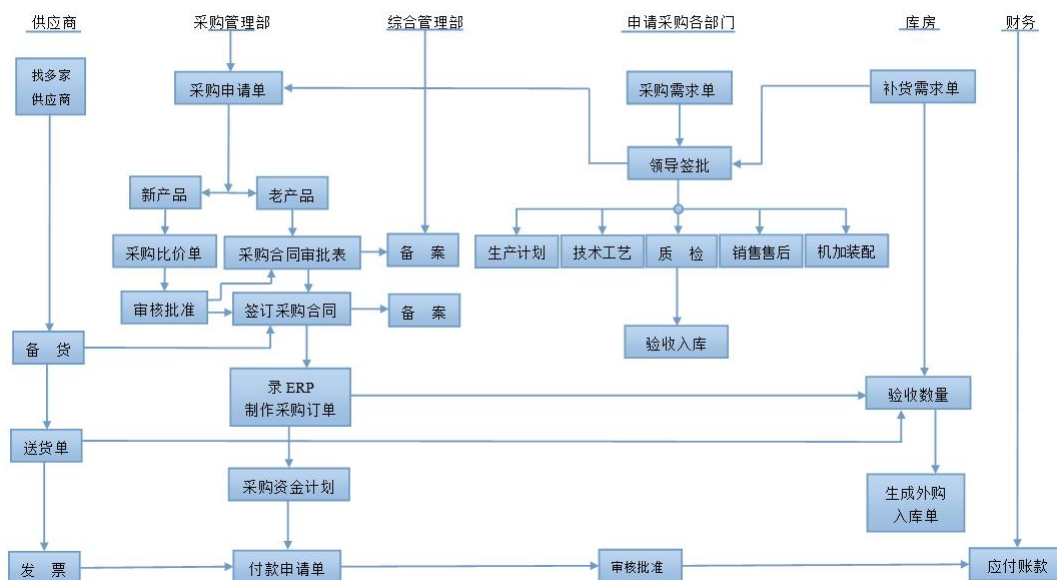 供应商
采购管理部
综合管理部
申请采购各部门
库房
财务
找多家
供应商
采购申请单
采购需求单
补货需求单
领导签批
新产品
老产品
采购比价单
采购合同审批表
备 案
生产计划
技术工艺
质 检
销售售后
机加装配
审核批准
签订采购合同
备 案
备 货
验收入库
录 ERP
制作采购订单
验收数量
送货单
采购资金计划
生成外购
入库单
发 票
付款申请单
审核批准
应付账款